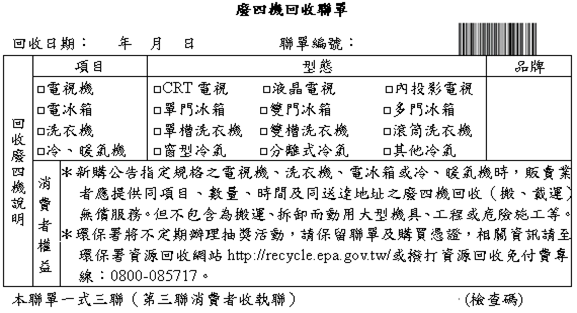 廢四機回收聯單
回收日期： 年 月 日 聯單編號：
項目 型態 品牌
□電視機 □CRT電視 □液晶電視 □內投影電視
□電冰箱 □單門冰箱 □雙門冰箱 □多門冰箱
□洗衣機 □單槽洗衣機 □雙槽洗衣機 □滾筒洗衣機
□冷、暖氣機 □窗型冷氣 □分離式冷氣 □其他冷氣
回收廢四機說明
消費者權益
＊新購公告指定規格之電視機、洗衣機、電冰箱或冷、暖氣機時，販賣業
者應提供同項目、數量、時間及同送達地址之廢四機回收（搬、載運）
無償服務。但不包含為搬運、拆卸而動用大型機具、工程或危險施工等。
＊環保署將不定期辦理抽獎活動，請保留聯單及購買憑證，相關資訊請至
環保署資源回收網站http://recycle.epa.gov.tw/或撥打資源回收免付費專
線：0800-085717。
本聯單一式三聯（第三聯消費者收執聯） (檢查碼)